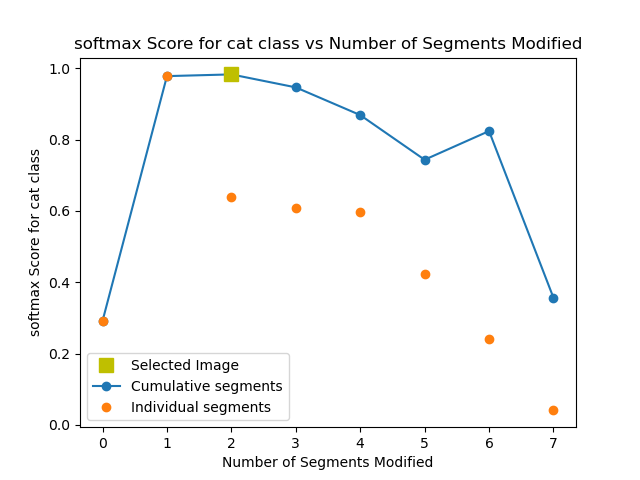 softmax Score for cat class vs Number of Segments Modified
softmax Score for cat class
1.0
0.8
0.6
0.4
0.2
0.0
Selected Image
Cumulative segments
Individual segments
0 1 2 3 4 5 6 7
Number of Segments Modified